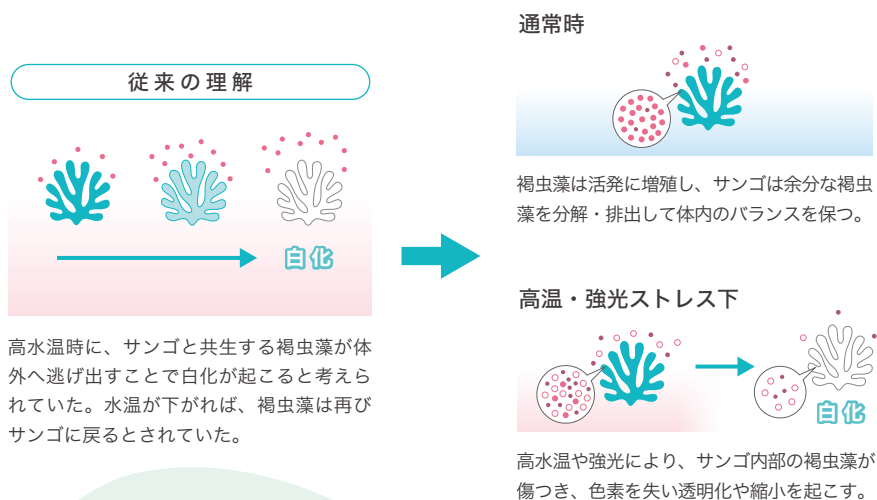 従来の理解
白化
高水温時に、サンゴと共生する褐虫藻が体
外へ逃げ出すことで白化が起こると考えら
れていた。水温が下がれば、褐虫藻は再び
サンゴに戻るとされていた。
通常時
褐虫藻は活発に増殖し、サンゴは余分な褐虫
藻を分解・排出して体内のバランスを保つ。
高温・強光ストレス下
白化
高水温や強光により、サンゴ内部の褐虫藻が
傷つき、色素を失い透明化や縮小を起こす。